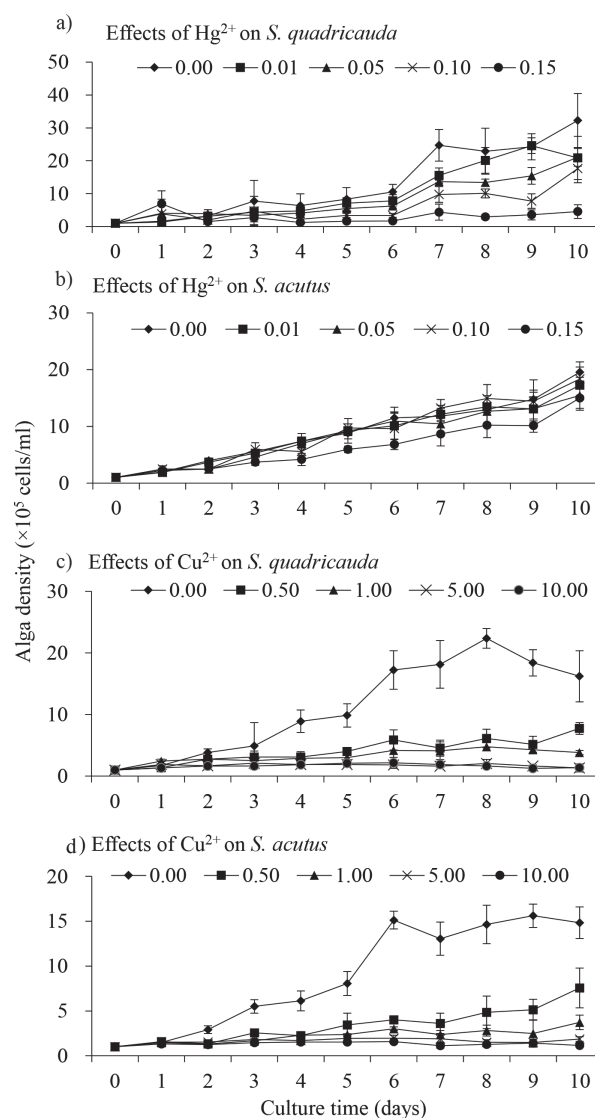 a) Effects of Hg²⁺ on S. quadricauda
0.00 0.01 0.05 0.10 0.15
50
40
30
20
10
0
0 1 2 3 4 5 6 7 8 9 10
b) Effects of Hg²⁺ on S. acutus
0.00 0.01 0.05 0.10 0.15
30
20
10
0
0 1 2 3 4 5 6 7 8 9 10
Alga density (×10⁵ cells/ml)
c) Effects of Cu²⁺ on S. quadricauda
0.00 0.50 1.00 5.00 10.00
30
20
10
0
0 1 2 3 4 5 6 7 8 9 10
d) Effects of Cu²⁺ on S. acutus
0.00 0.50 1.00 5.00 10.00
20
15
10
5
0
0 1 2 3 4 5 6 7 8 9 10
Culture time (days)